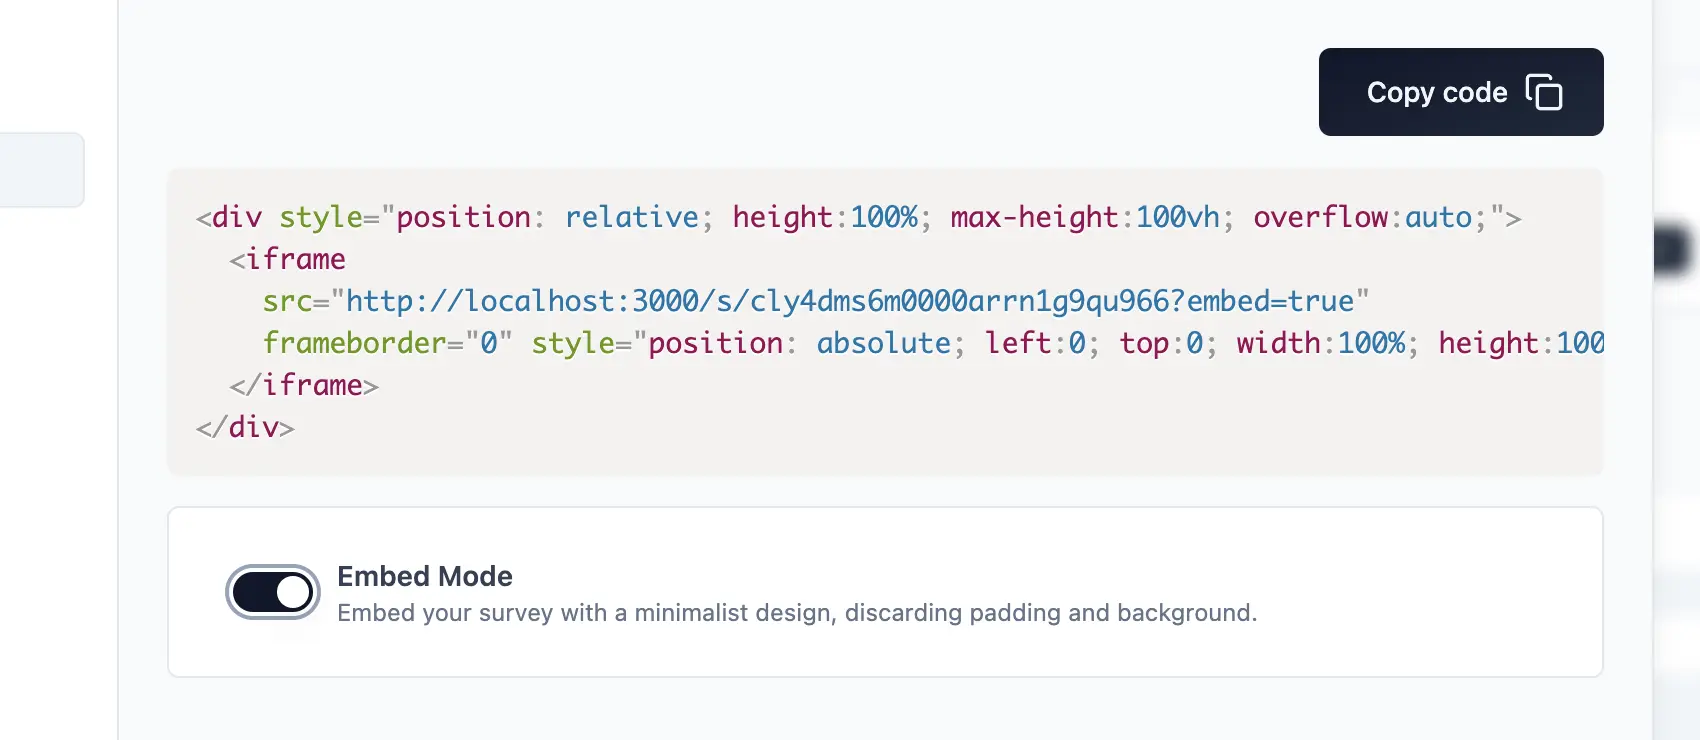 Copy code
<div style="position: relative; height:100%; max-height:100vh; overflow:auto;">
<iframe
src="http://localhost:3000/s/cly4dms6m0000arrn1g9qu966?embed=true"
frameborder="0" style="position: absolute; left:0; top:0; width:100%; height:100
</iframe>
</div>
Embed Mode
Embed your survey with a minimalist design, discarding padding and background.